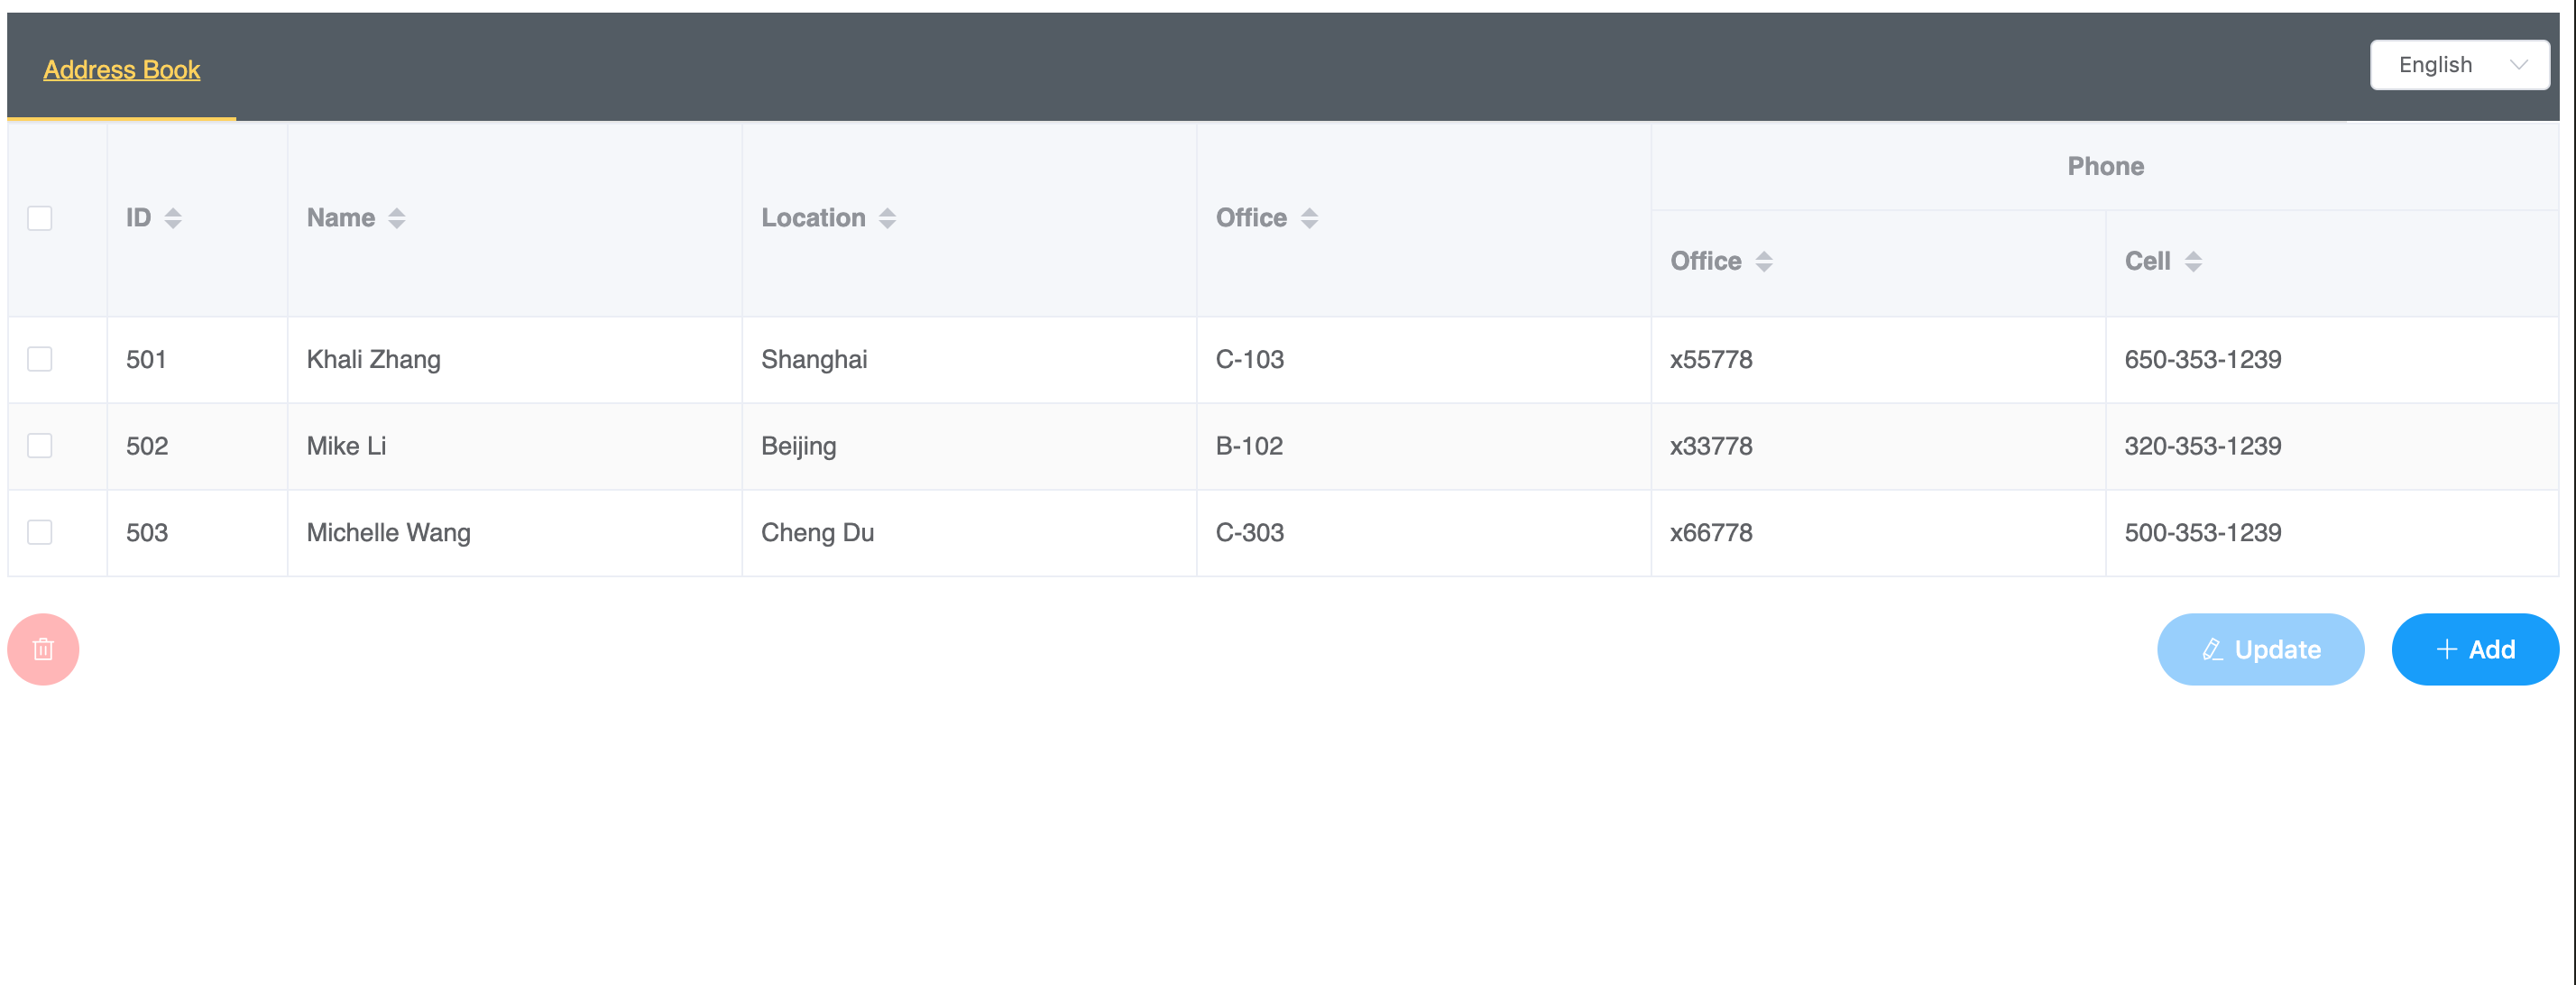 Address Book
English
ID Name Location Office Phone
Office Cell
501 Khali Zhang Shanghai C-103 x55778 650-353-1239
502 Mike Li Beijing B-102 x33778 320-353-1239
503 Michelle Wang Cheng Du C-303 x66778 500-353-1239
Update Add